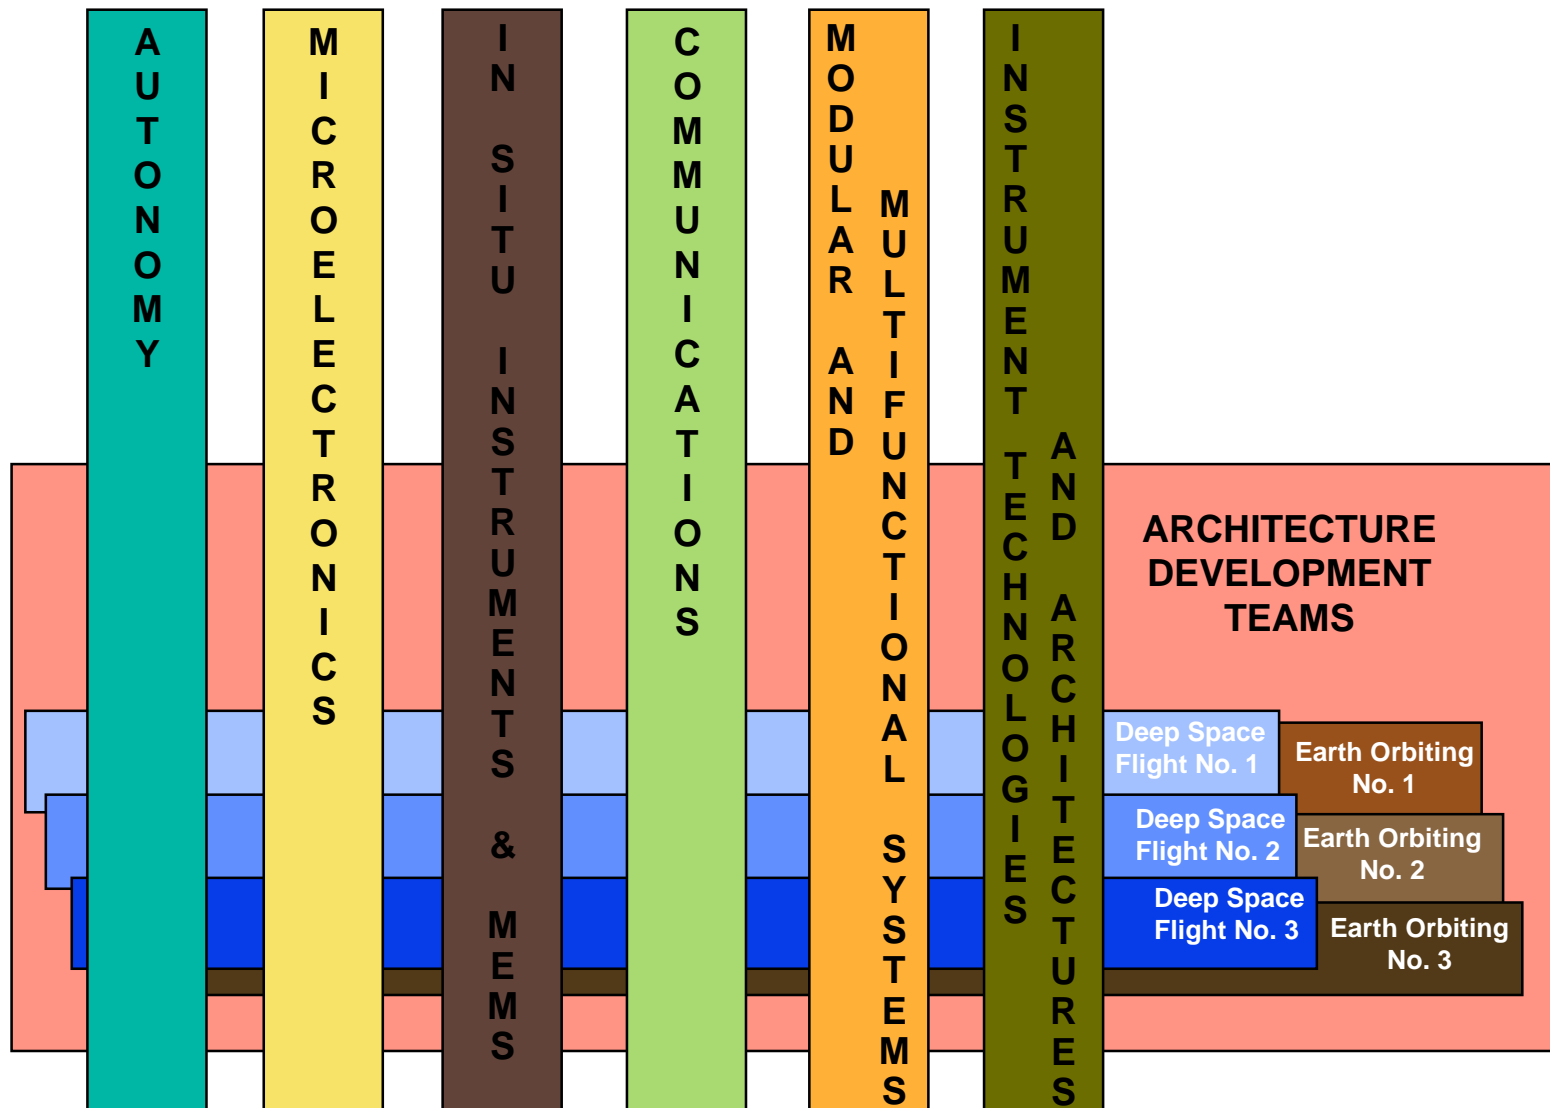 AUTONOMY
MICROELECTRONICS
IN SITU INSTRUMENTS & MEMS
COMMUNICATIONS
MODULAR AND
MULTIFUNCTIONAL SYSTEMS
INSTRUMENT TECHNOLOGIES
AND ARCHITECTURES
ARCHITECTURE
DEVELOPMENT
TEAMS
Deep Space
Flight No. 1
Earth Orbiting
No. 1
Deep Space
Flight No. 2
Earth Orbiting
No. 2
Deep Space
Flight No. 3
Earth Orbiting
No. 3